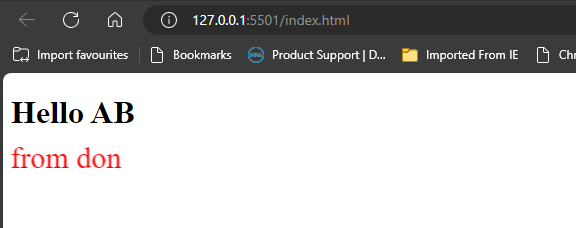 127.0.0.1:5501/index.html
Import favourites Bookmarks Product Support | D... Imported From IE Chr
Hello AB
from don